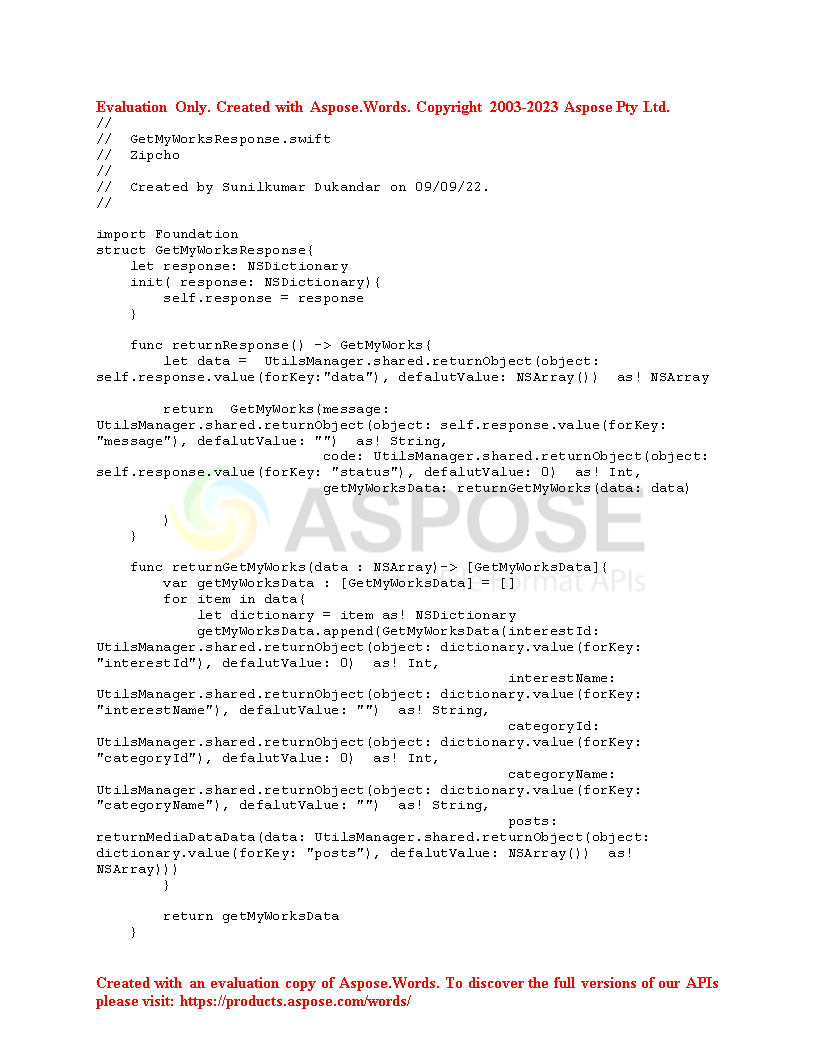 Evaluation Only. Created with Aspose.Words. Copyright 2003-2023 Aspose Pty Ltd.
//
//  GetMyWorksResponse.swift
//  Zipcho
//
//  Created by Sunilkumar Dukandar on 09/09/22.
//

import Foundation
struct GetMyWorksResponse{
    let response: NSDictionary
    init( response: NSDictionary){
        self.response = response
    }

    func returnResponse() -> GetMyWorks{
        let data =  UtilsManager.shared.returnObject(object:
self.response.value(forKey:"data"), defalutValue: NSArray())  as! NSArray

        return  GetMyWorks(message:
UtilsManager.shared.returnObject(object: self.response.value(forKey:
"message"), defalutValue: "")  as! String,
                           code: UtilsManager.shared.returnObject(object:
self.response.value(forKey: "status"), defalutValue: 0)  as! Int,
                           getMyWorksData: returnGetMyWorks(data: data)

        )
    }
ASPOSE

    func returnGetMyWorks(data : NSArray)-> [GetMyWorksData]{
        var getMyWorksData : [GetMyWorksData] = []
File Format APIs
        for item in data{
            let dictionary = item as! NSDictionary
            getMyWorksData.append(GetMyWorksData(interestId:
UtilsManager.shared.returnObject(object: dictionary.value(forKey:
"interestId"), defalutValue: 0)  as! Int,
                                                 interestName:
UtilsManager.shared.returnObject(object: dictionary.value(forKey:
"interestName"), defalutValue: "")  as! String,
                                                 categoryId:
UtilsManager.shared.returnObject(object: dictionary.value(forKey:
"categoryId"), defalutValue: 0)  as! Int,
                                                 categoryName:
UtilsManager.shared.returnObject(object: dictionary.value(forKey:
"categoryName"), defalutValue: "")  as! String,
                                                 posts:
returnMediaDataData(data: UtilsManager.shared.returnObject(object:
dictionary.value(forKey: "posts"), defalutValue: NSArray())  as!
NSArray)))
        }

        return getMyWorksData
    }

Created with an evaluation copy of Aspose.Words. To discover the full versions of our APIs
please visit: https://products.aspose.com/words/